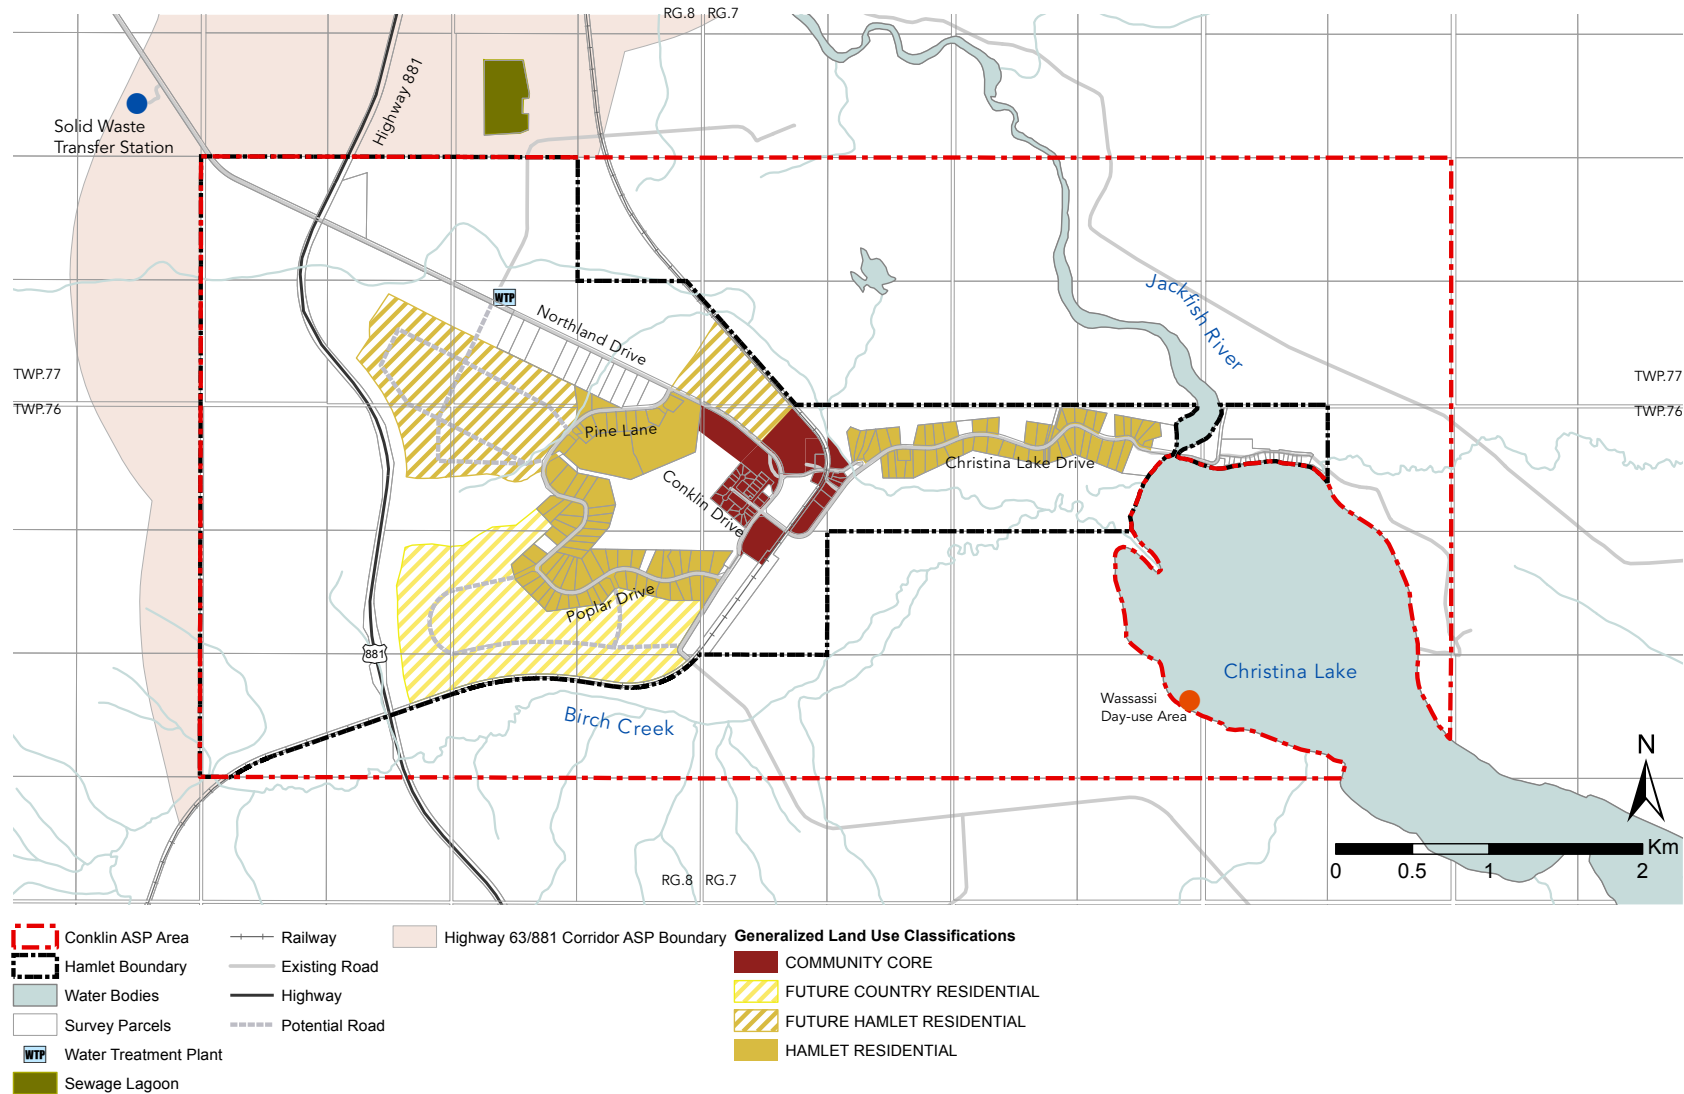 RG.8
RG.7
Highway 881
Solid Waste
Transfer Station
Jackfish River
WTP
Northland Drive
TWP.77
TWP.77
TWP.76
TWP.76
Pine Lane
Christina Lake Drive
Conklin Drive
Poplar Drive
881
Christina Lake
Wassassi
Day-use Area
Birch Creek
N
Km
0
0.5
1
2
RG.8
RG.7
Conklin ASP Area
Hamlet Boundary
Water Bodies
Survey Parcels
WTP Water Treatment Plant
Sewage Lagoon
Railway
Existing Road
Highway
Potential Road
Highway 63/881 Corridor ASP Boundary
Generalized Land Use Classifications
COMMUNITY CORE
FUTURE COUNTRY RESIDENTIAL
FUTURE HAMLET RESIDENTIAL
HAMLET RESIDENTIAL